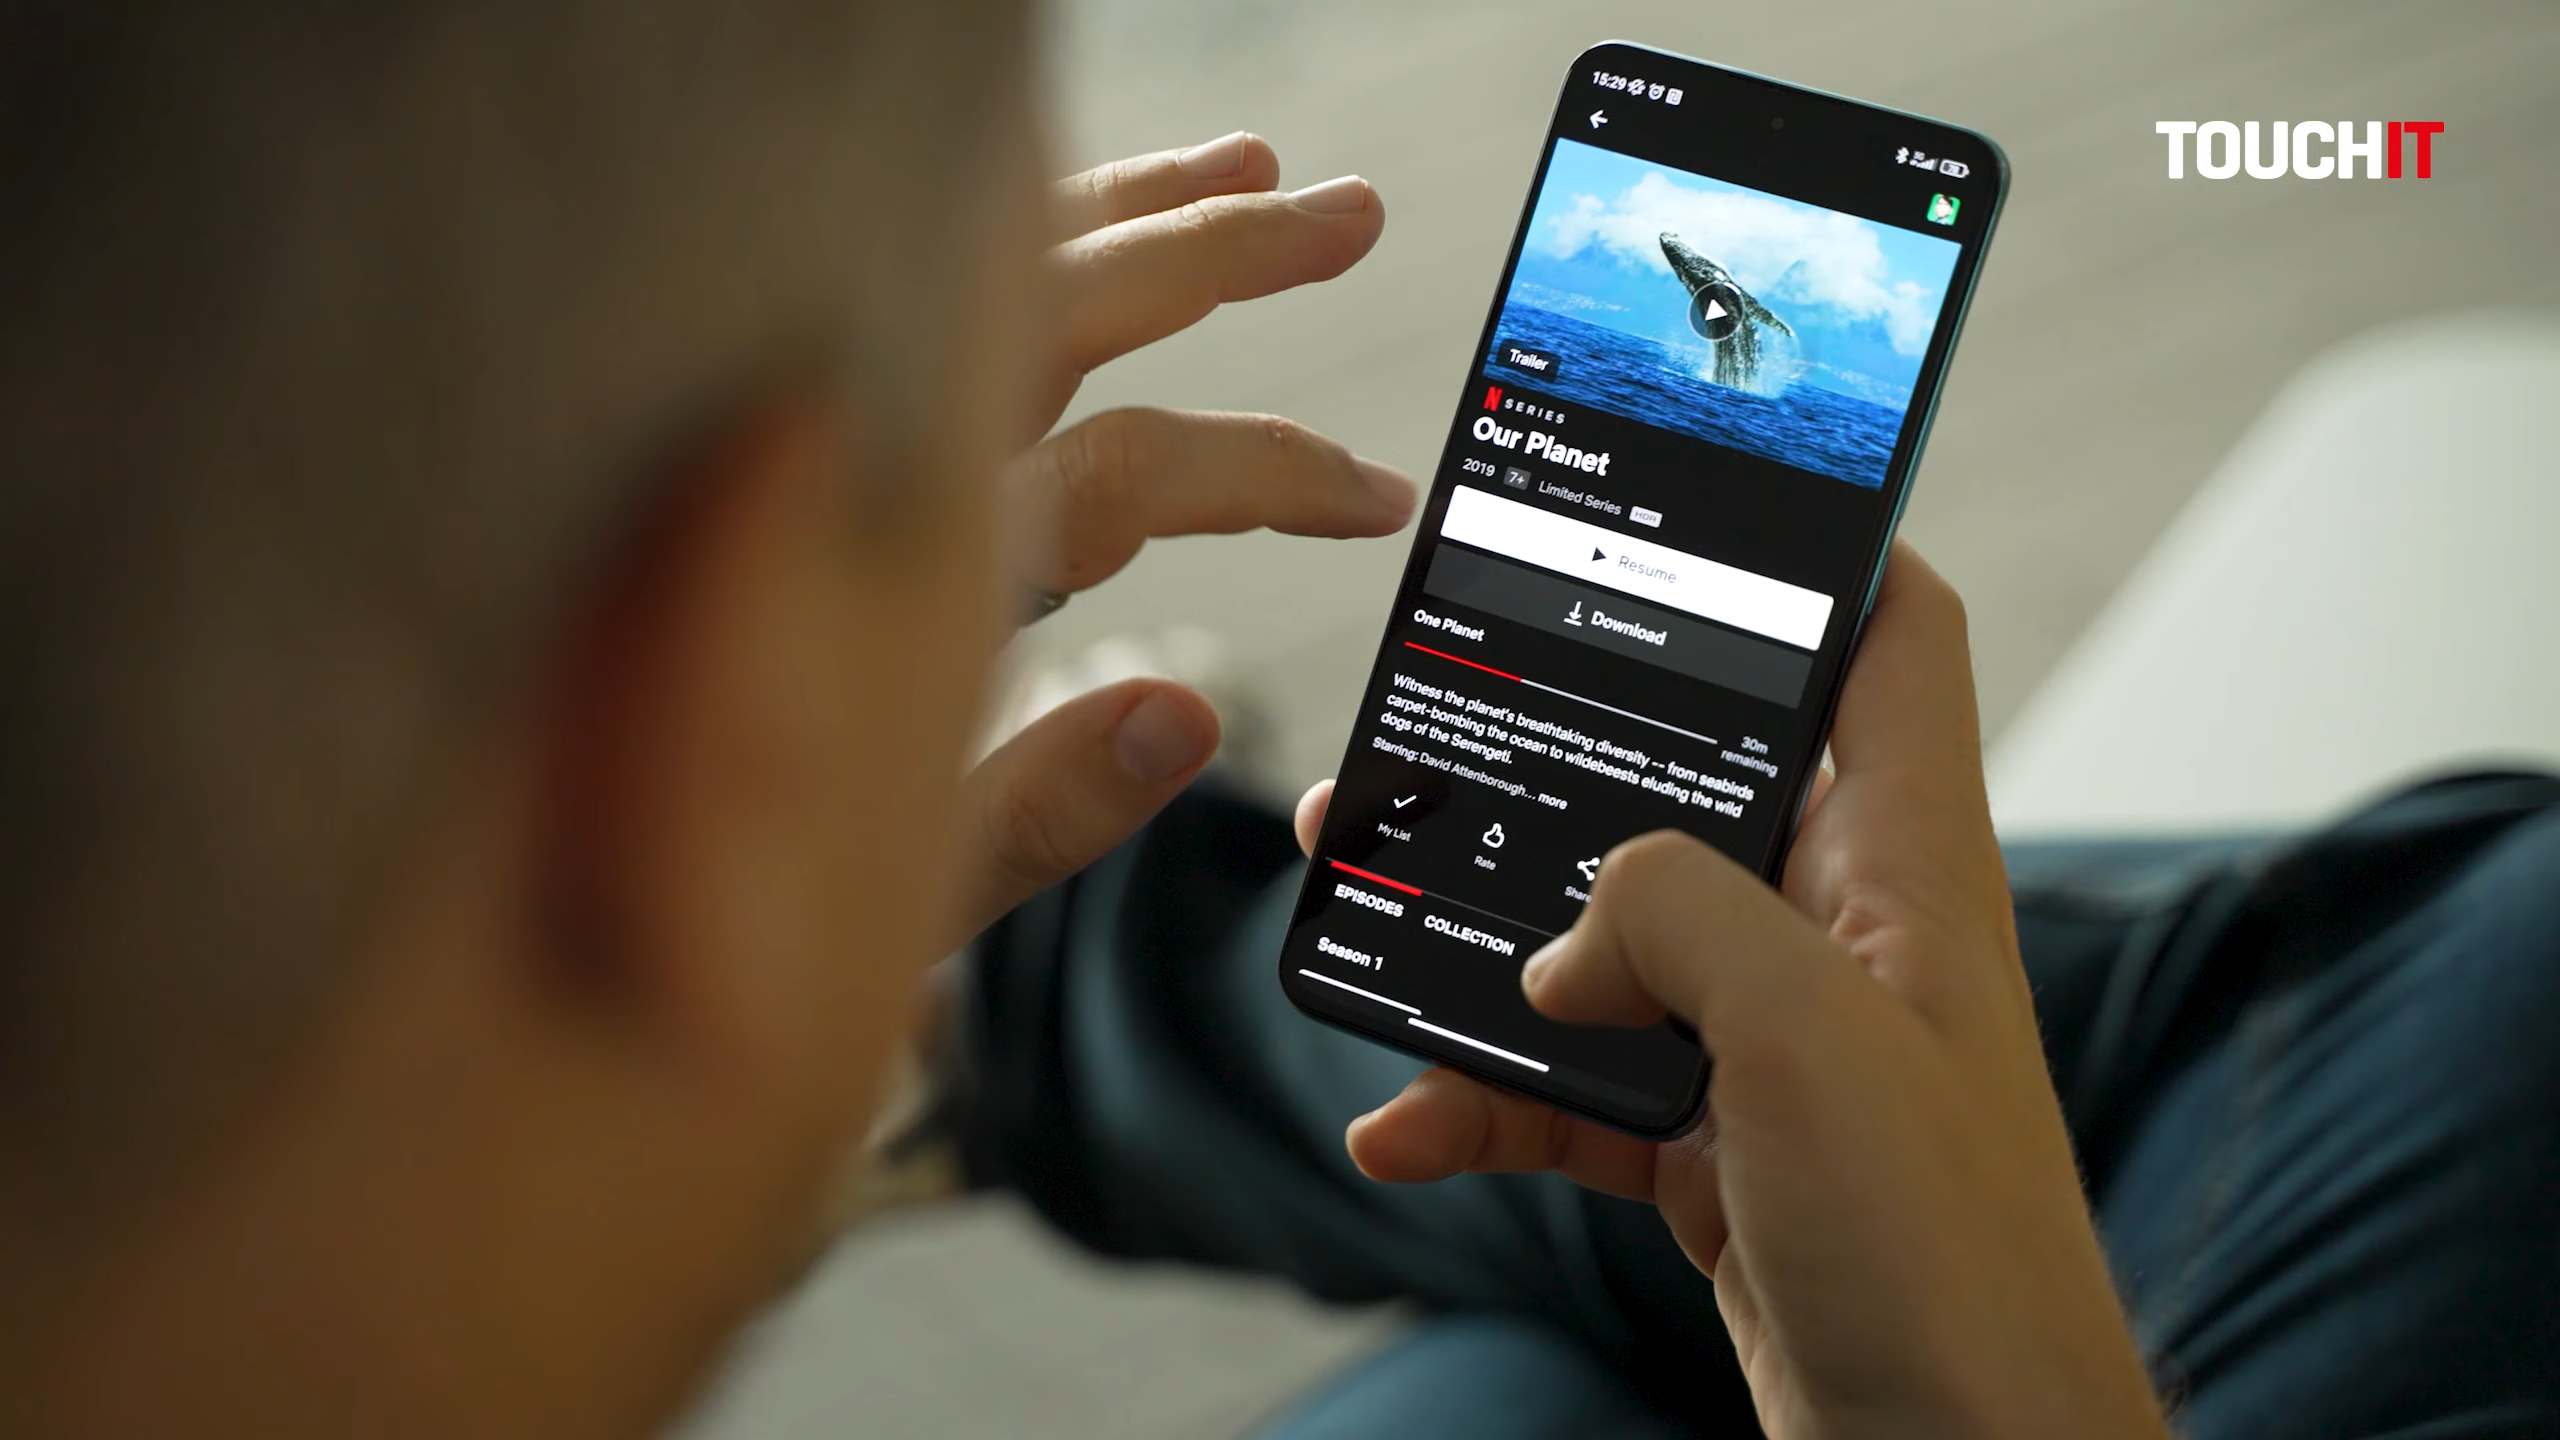 TOUCHIT
15:29
Trailer
N SERIES
Our Planet
2019 7+ Limited Series HDR
Resume
Download
One Planet
30m
remaining
Witness the planet's breathtaking diversity -- from seabirds
carpet-bombing the ocean to wildebeests eluding the wild
dogs of the Serengeti.
Starring: David Attenborough... more
My List
Rate
Share
EPISODES
COLLECTION
Season 1